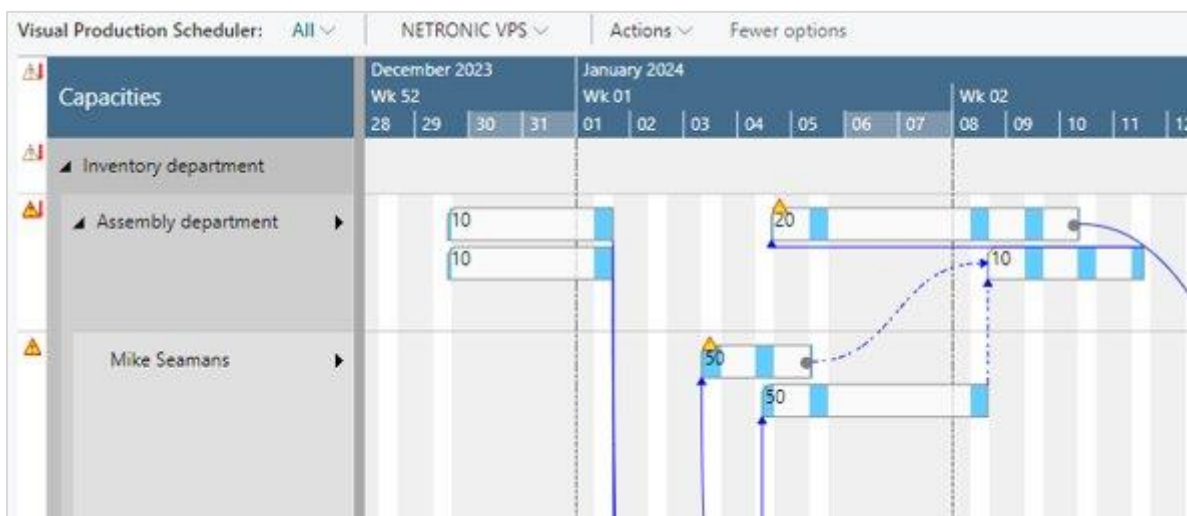 Visual Production Scheduler: All NETRONIC VPS Actions Fewer options
Capacities
December 2023 January 2024
Wk 52 Wk 01 Wk 02
28 29 30 31 01 02 03 04 05 06 07 08 09 10 11
Inventory department
Assembly department
10 20
10 10
Mike Seamans
50
50